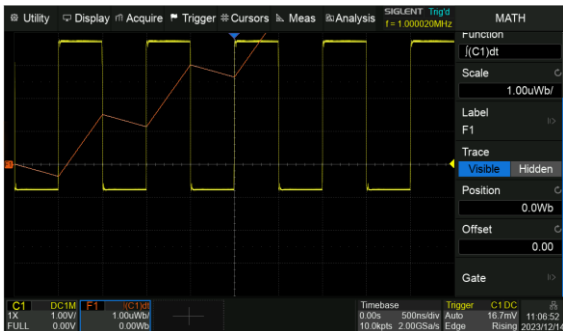 Utility Display Acquire Trigger Cursors Meas Analysis
SIGLENT Trig'd
f = 1.000020MHz
MATH
Function
∫(C1)dt
Scale
1.00uWb/
Label
F1
Trace
Visible Hidden
Position
0.0Wb
Offset
0.00
Gate
C1 DC1M
1X 1.00V/
FULL 0.00V
F1 ∫(C1)dt
1.00uWb/
0.00Wb
Timebase
0.00s 500ns/div
10.0kpts 2.00GSa/s
Trigger C1 DC
Auto 16.7mV
Edge Rising
11:06:52
2023/12/14